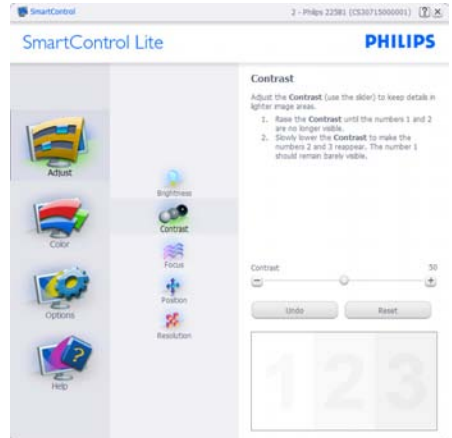 SmartControl
2 - Philips 225B1 (CS30715000001)
SmartControl Lite
PHILIPS
Adjust
Color
Options
Help
Brightness
Contrast
Focus
Position
Resolution
Contrast
Adjust the Contrast (use the slider) to keep details in
lighter image areas.
1. Raise the Contrast until the numbers 1 and 2
are no longer visible.
2. Slowly lower the Contrast to make the
numbers 2 and 3 reappear. The number 1
should remain barely visible.
Contrast
50
Undo
Reset
1 2 3